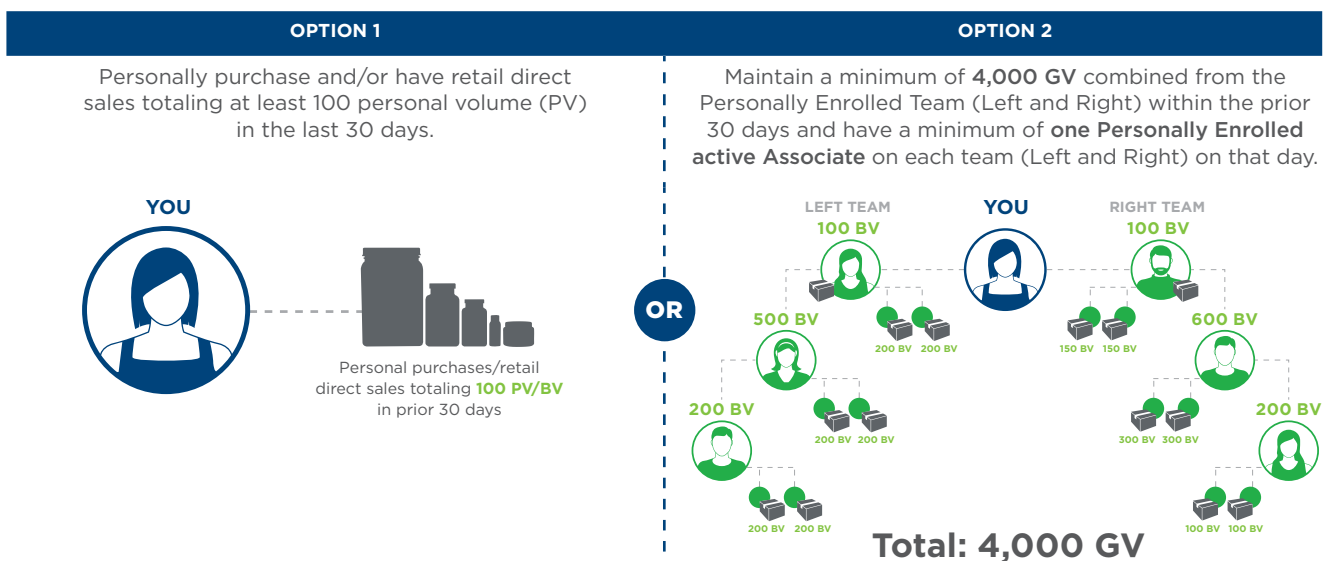 OPTION 1
Personally purchase and/or have retail direct
sales totaling at least 100 personal volume (PV)
in the last 30 days.
YOU
Personal purchases/retail
direct sales totaling 100 PV/BV
in prior 30 days
OR
OPTION 2
Maintain a minimum of 4,000 GV combined from the
Personally Enrolled Team (Left and Right) within the prior
30 days and have a minimum of one Personally Enrolled
active Associate on each team (Left and Right) on that day.
LEFT TEAM
100 BV
YOU
RIGHT TEAM
100 BV
500 BV
200 BV 200 BV
150 BV 150 BV
600 BV
200 BV
200 BV 200 BV
300 BV 300 BV
200 BV
200 BV 200 BV
100 BV 100 BV
Total: 4,000 GV